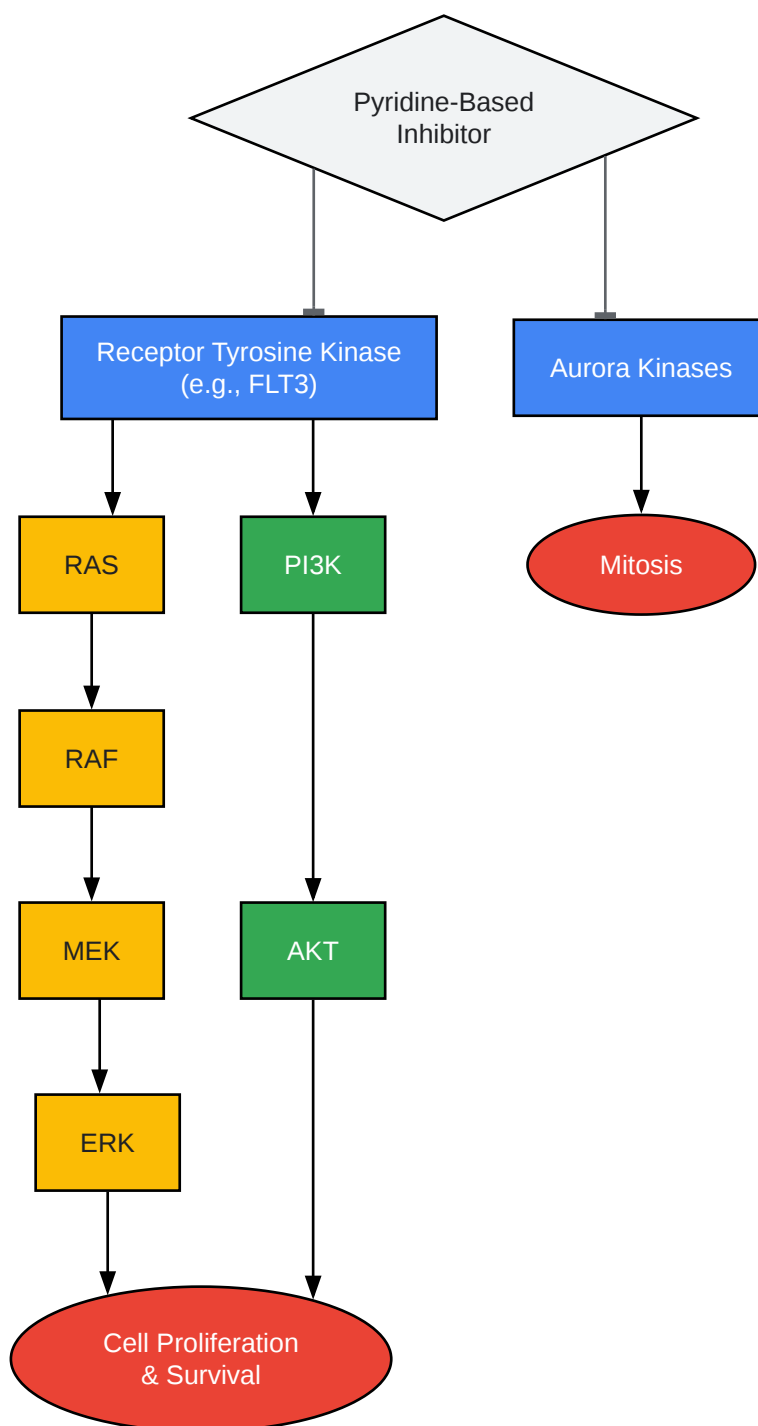 Pyridine-Based
Inhibitor
Receptor Tyrosine Kinase
(e.g., FLT3)
Aurora Kinases
RAS
PI3K
Mitosis
RAF
MEK
AKT
ERK
Cell Proliferation
& Survival